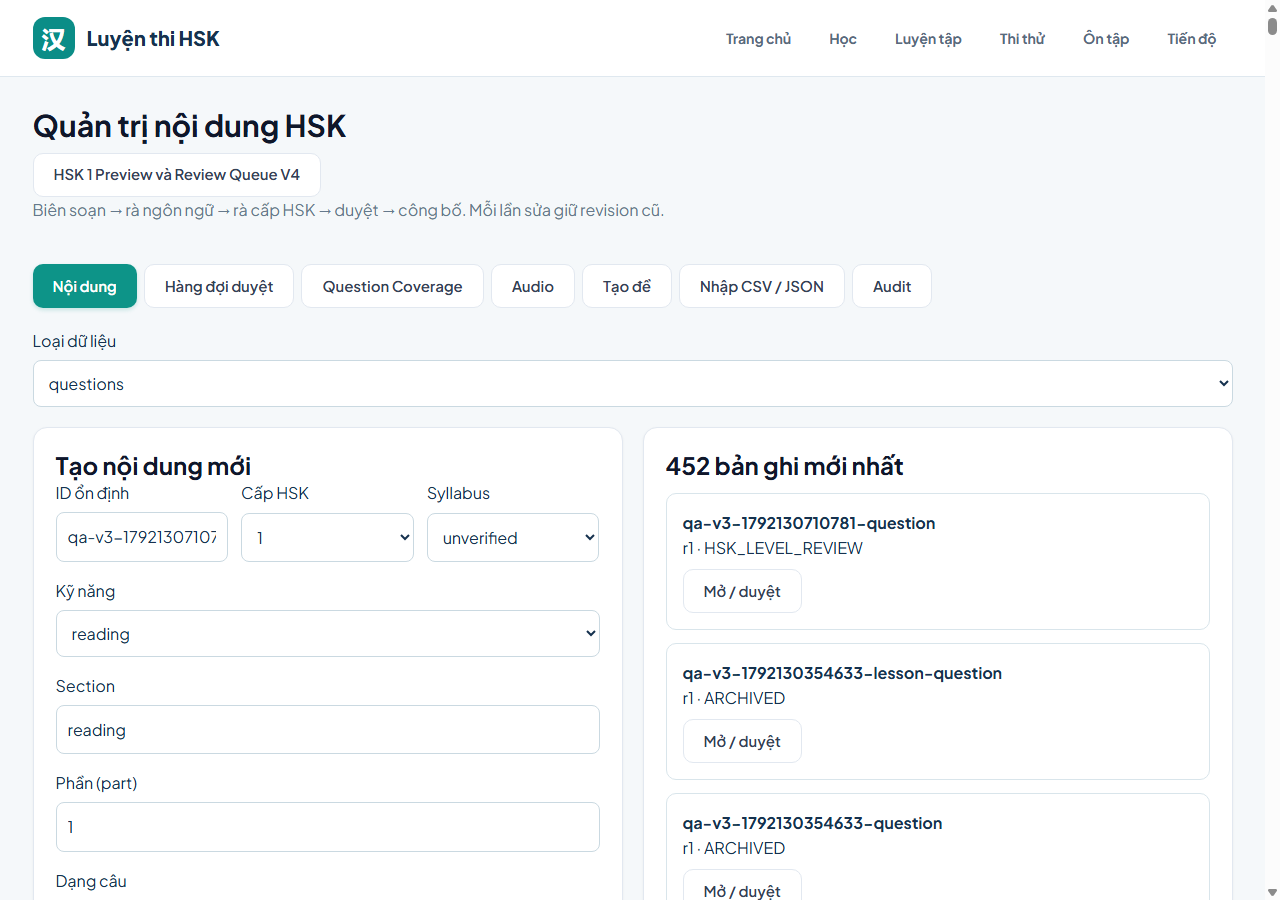 汉 Luyện thi HSK
Trang chủ Học Luyện tập Thi thử Ôn tập Tiến độ
Quản trị nội dung HSK
HSK 1 Preview và Review Queue V4
Biên soạn → rà ngôn ngữ → rà cấp HSK → duyệt → công bố. Mỗi lần sửa giữ revision cũ.
Nội dung Hàng đợi duyệt Question Coverage Audio Tạo đề Nhập CSV / JSON Audit
Loại dữ liệu
questions
Tạo nội dung mới
ID ổn định Cấp HSK Syllabus
qa-v3-17921307107 1 unverified
Kỹ năng
reading
Section
reading
Phần (part)
1
Dạng câu
452 bản ghi mới nhất
qa-v3-1792130710781-question
r1 · HSK_LEVEL_REVIEW
Mở / duyệt
qa-v3-1792130354633-lesson-question
r1 · ARCHIVED
Mở / duyệt
qa-v3-1792130354633-question
r1 · ARCHIVED
Mở / duyệt